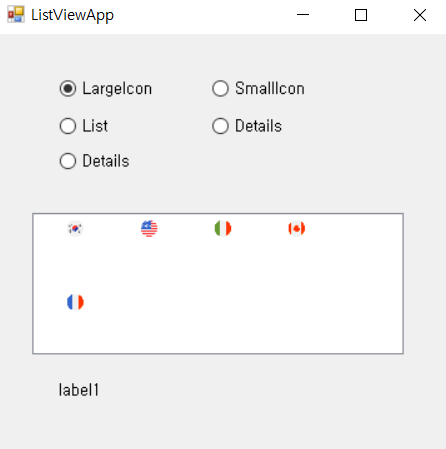 ListViewApp
LargeIcon SmallIcon
List Details
Details
label1